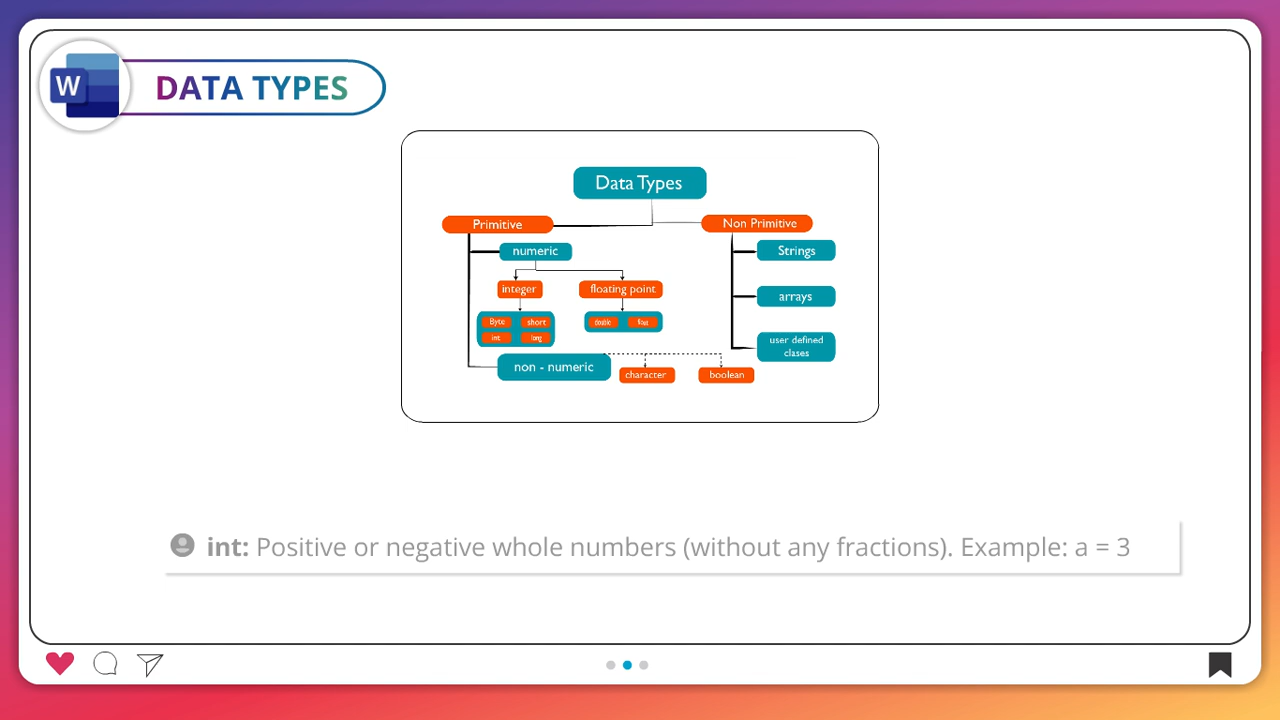 W
DATA TYPES
Data Types
Primitive
Non Primitive
numeric
Strings
integer
floating point
arrays
Byte
short
double
float
int
long
user defined
clases
non - numeric
character
boolean
int: Positive or negative whole numbers (without any fractions). Example: a = 3